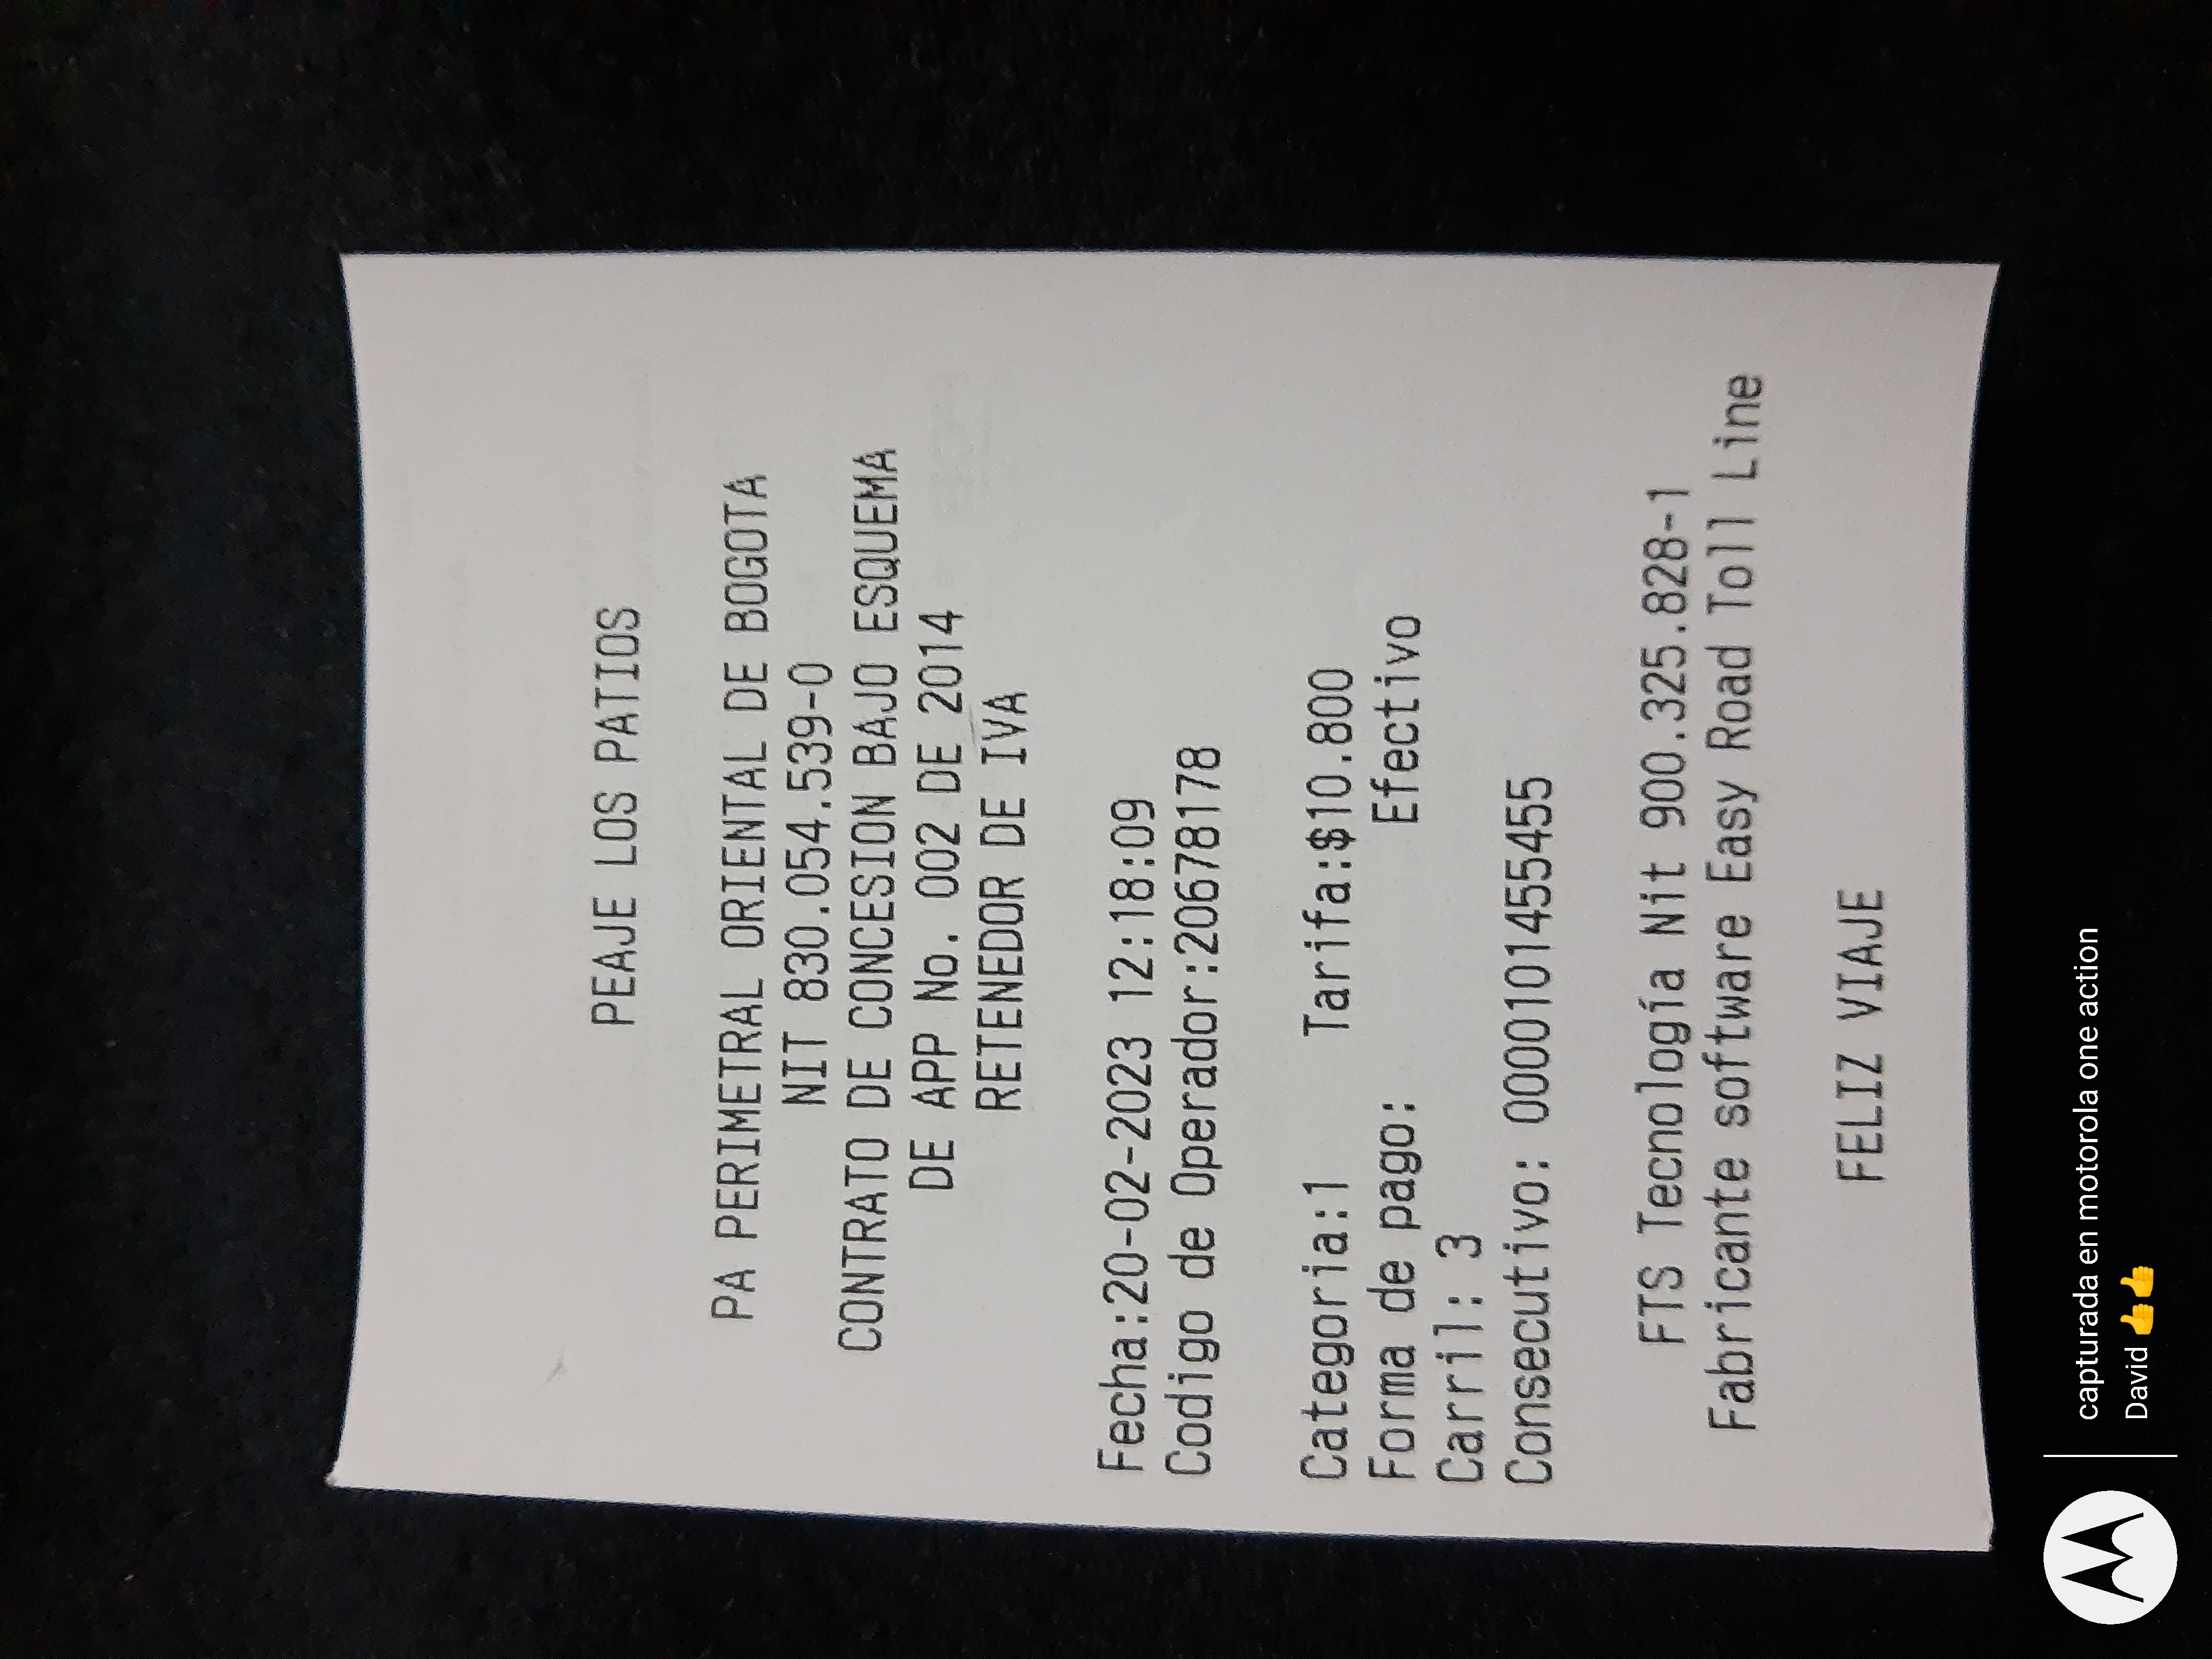 PEAJE LOS PATIOS
PA PERIMETRAL ORIENTAL DE BOGOTA
NIT 830.054.539-0
CONTRATO DE CONCESION BAJO ESQUEMA
DE APP No. 002 DE 2014
RETENEDOR DE IVA
Fecha:20-02-2023 12:18:09
Codigo de Operador:20678178
Categoria:1 Tarifa:$10.800
Forma de pago: Efectivo
Carril: 3
Consecutivo: 0000101455455
FTS Tecnología Nit 900.325.828-1
Fabricante software Easy Road Toll Line
FELIZ VIAJE
capturada en motorola one action
David 👍👍